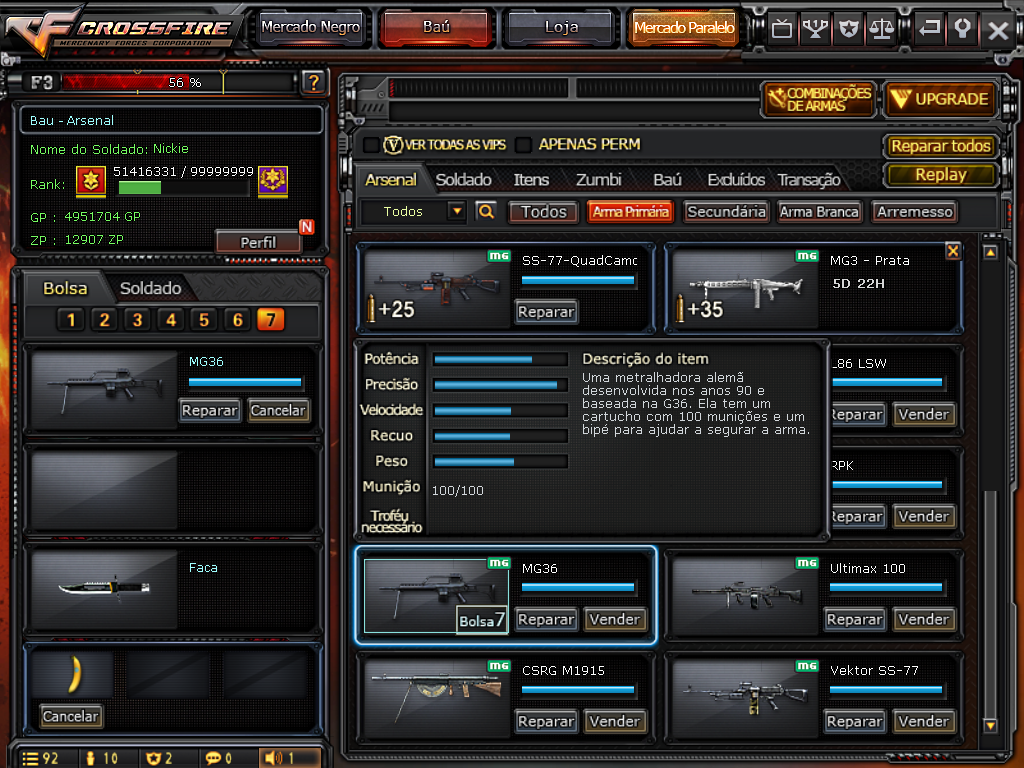 CROSSFIRE
MERCENARY FORCES CORPORATION
Mercado Negro
Baú
Loja
Mercado Paralelo
F3
56 %
?
COMBINAÇÕES
DE ARMAS
UPGRADE
Bau - Arsenal
Nome do Soldado: Nickie
Rank:
51416331 / 99999999
GP : 4951704 GP
ZP : 12907 ZP
N
Perfil
V VER TODAS AS VIPS
APENAS PERM
Reparar todos
Replay
Arsenal
Soldado
Itens
Zumbi
Baú
Excluídos
Transação
Todos
Todos
Arma Primária
Secundária
Arma Branca
Arremesso
Bolsa
Soldado
1 2 3 4 5 6 7
MG36
Reparar
Cancelar
Faca
Cancelar
92
10
2
0
1
MG
SS-77-QuadCamo
+25
Reparar
MG
MG3 - Prata
5D 22H
+35
Potência
Precisão
Velocidade
Recuo
Peso
Munição
100/100
Troféu
necessário
Descrição do item
Uma metralhadora alemã
desenvolvida nos anos 90 e
baseada na G36. Ela tem um
cartucho com 100 munições e um
bipé para ajudar a segurar a arma.
L86 LSW
Reparar
Vender
RPK
Reparar
Vender
MG
MG36
Bolsa7
Reparar
Vender
MG
Ultimax 100
Reparar
Vender
MG
CSRG M1915
Reparar
Vender
MG
Vektor SS-77
Reparar
Vender